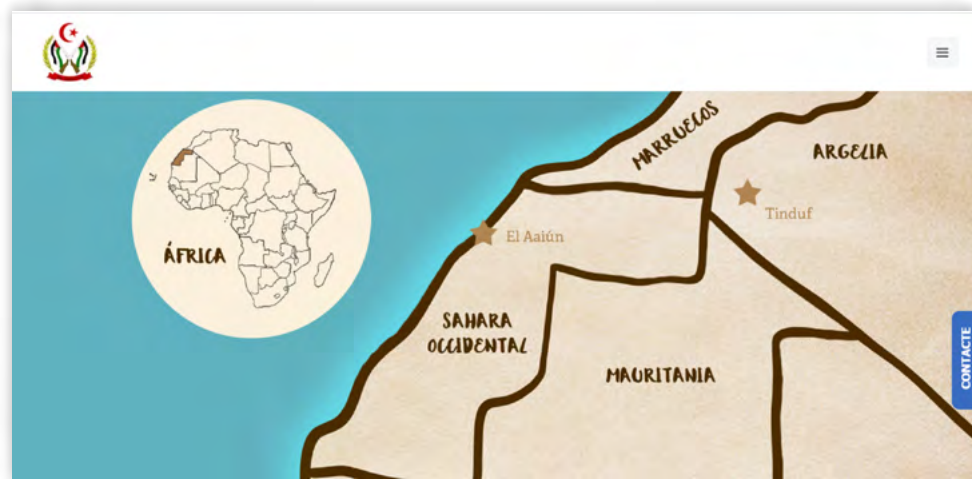 MARRUECOS
ARGELIA
Tinduf
El Aaiún
ÁFRICA
SAHARA
OCCIDENTAL
MAURITANIA
CONTACTE